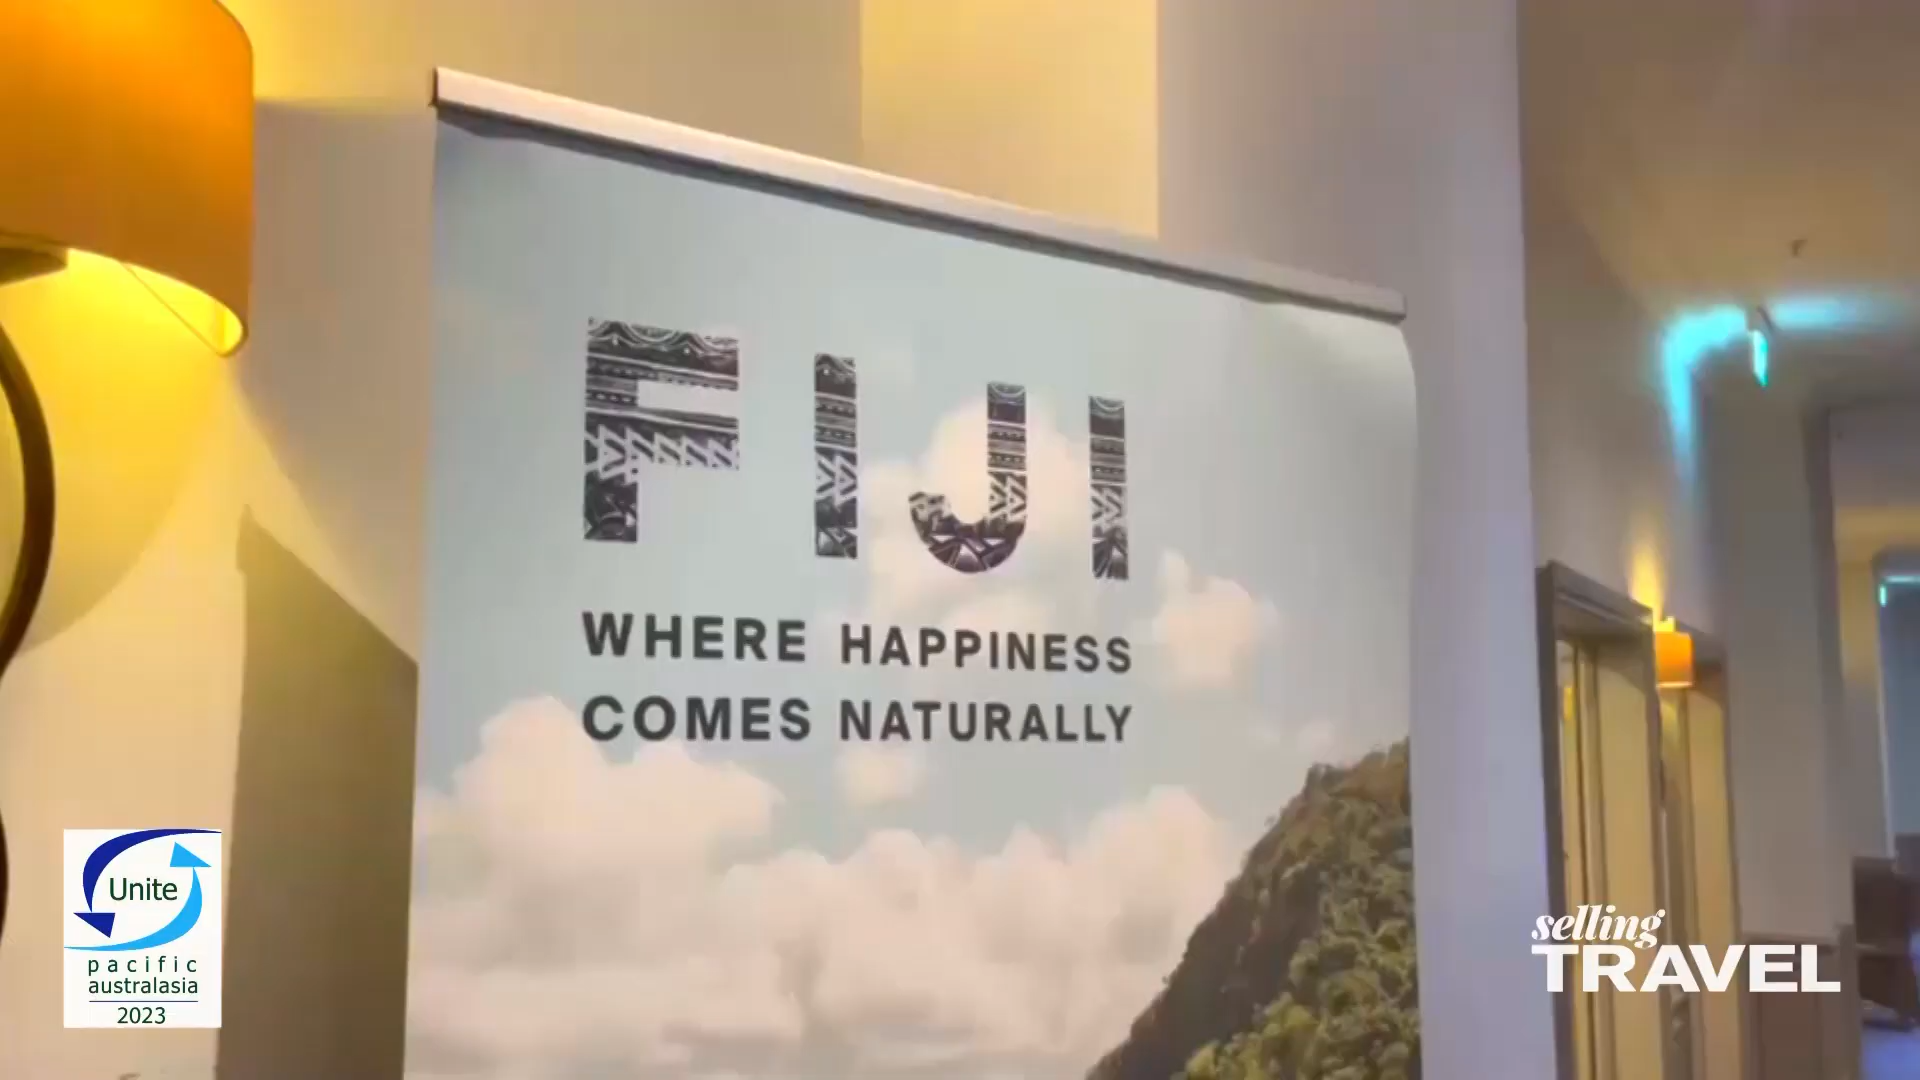 FIJI
WHERE HAPPINESS
COMES NATURALLY
Unite
pacific
australasia
2023
selling
TRAVEL